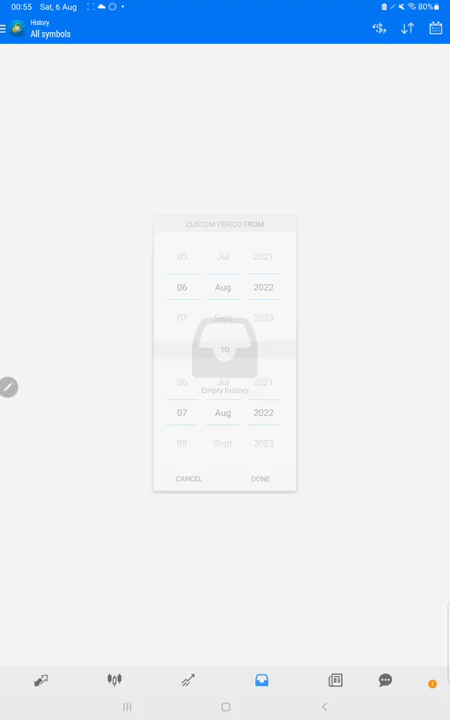 00:55 Sat, 6 Aug 80%
History
All symbols
CUSTOM PERIOD FROM
05 Jul 2021
06 Aug 2022
07 Sept 2023
TO
06 Jul 2021
Empty history
07 Aug 2022
08 Sept 2023
CANCEL DONE